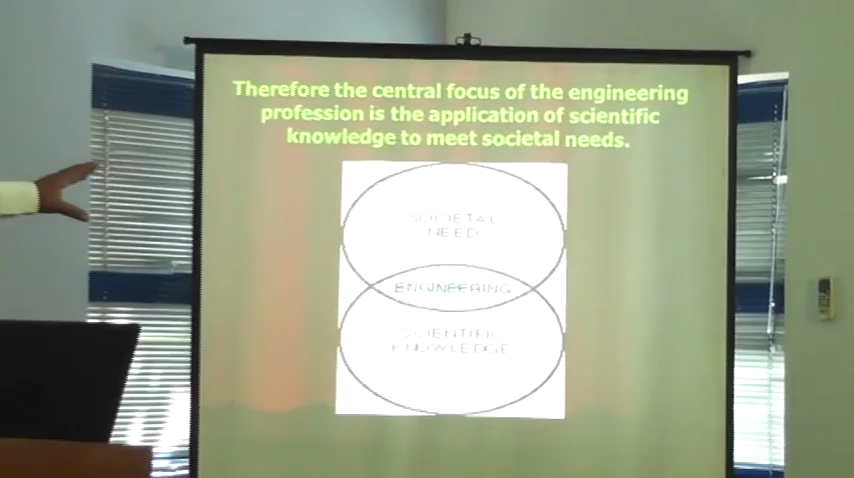 Therefore the central focus of the engineering
profession is the application of scientific
knowledge to meet societal needs.
SOCIETAL
NEED
ENGINEERING
SCIENTIFIC
KNOWLEDGE